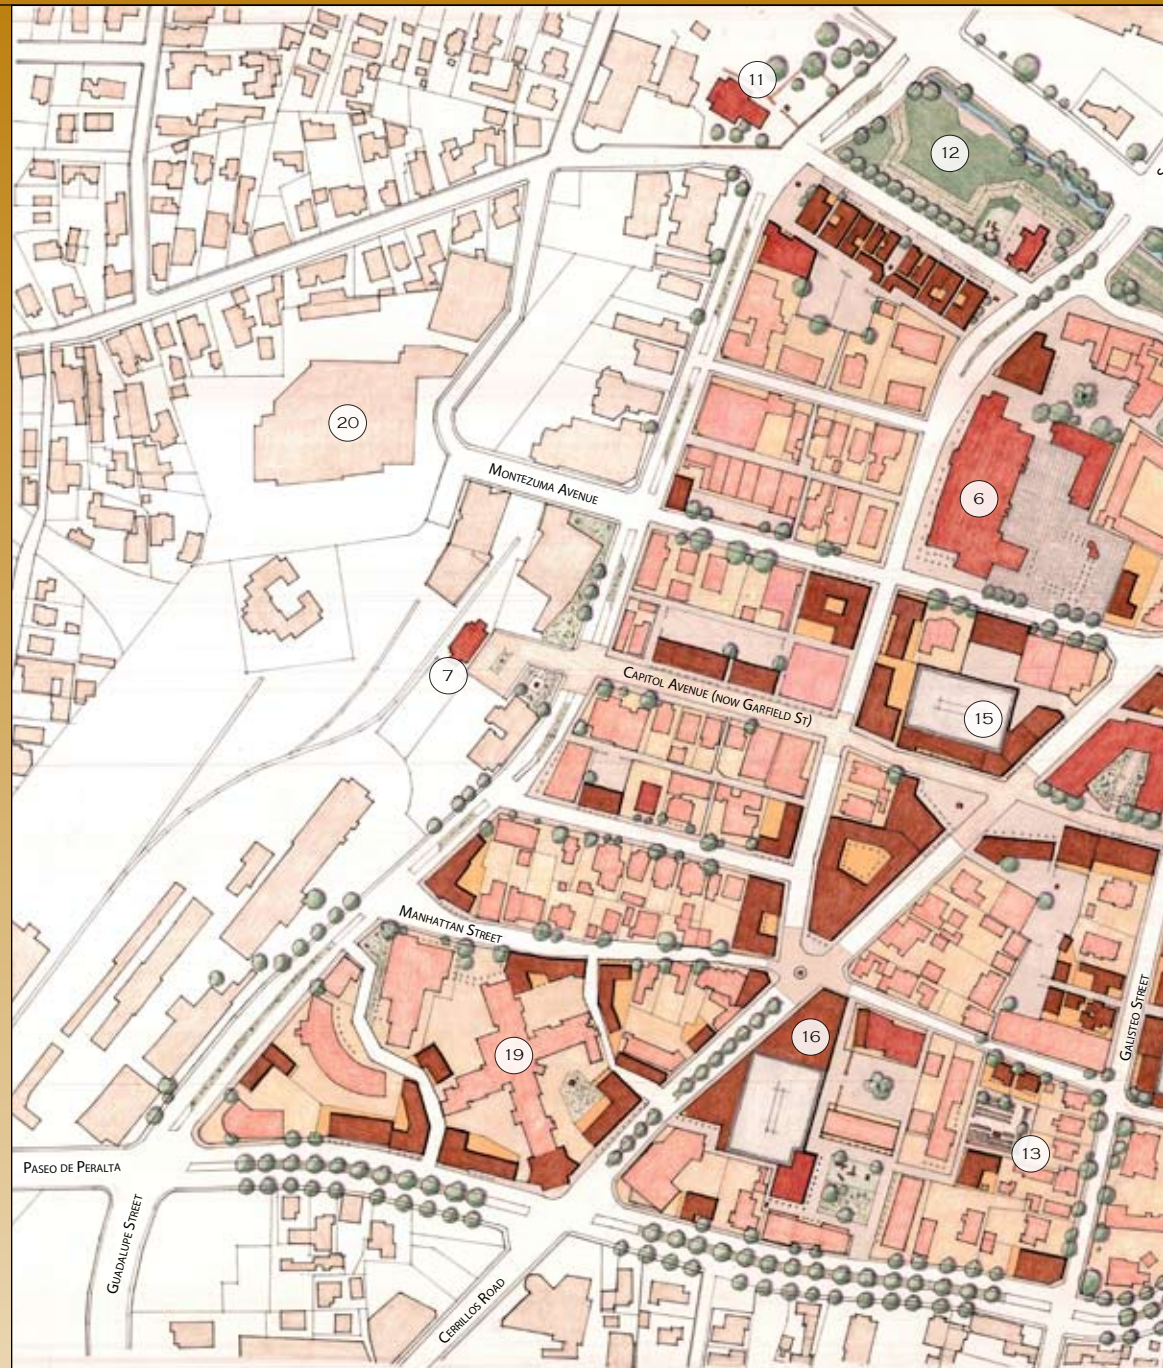 11
12
S
20
MONTEZUMA AVENUE
6
7
CAPITOL AVENUE (NOW GARFIELD ST)
15
MANHATTAN STREET
GALISTEO STREET
16
19
13
PASEO DE PERALTA
GUADALUPE STREET
CERRILLOS ROAD